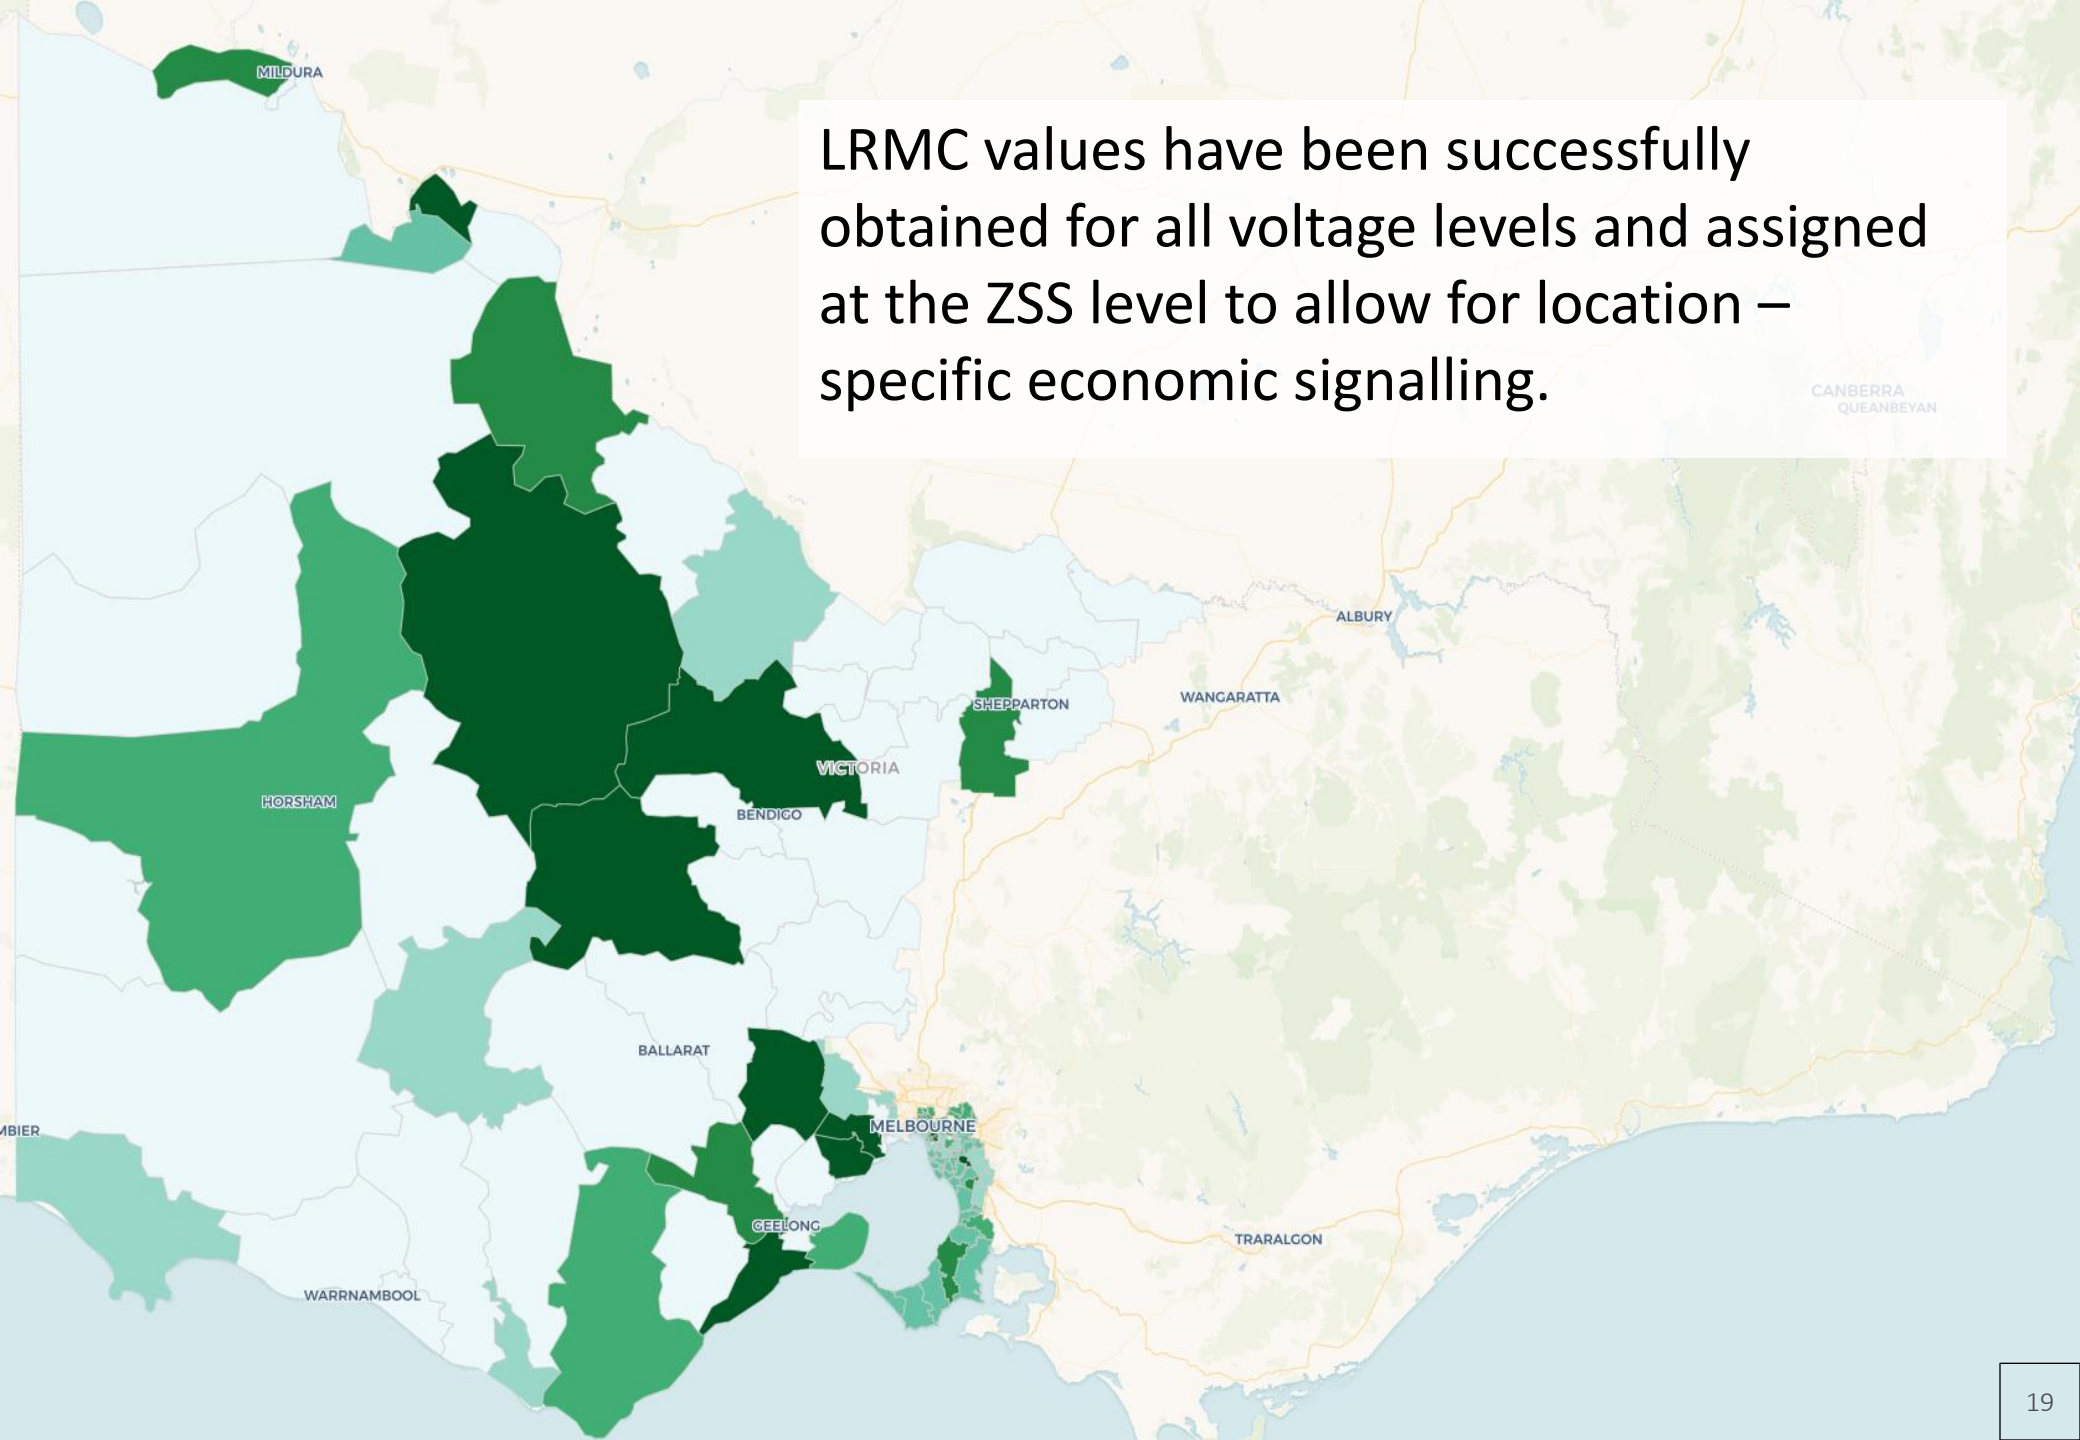 MILDURA
LRMC values have been successfully
obtained for all voltage levels and assigned
at the ZSS level to allow for location –
specific economic signalling.
CANBERRA
QUEANBEYAN
ALBURY
WANGARATTA
SHEPPARTON
VICTORIA
HORSHAM
BENDIGO
BALLARAT
MELBOURNE
MBIER
GEELONG
TRARALGON
WARRNAMBOOL
19